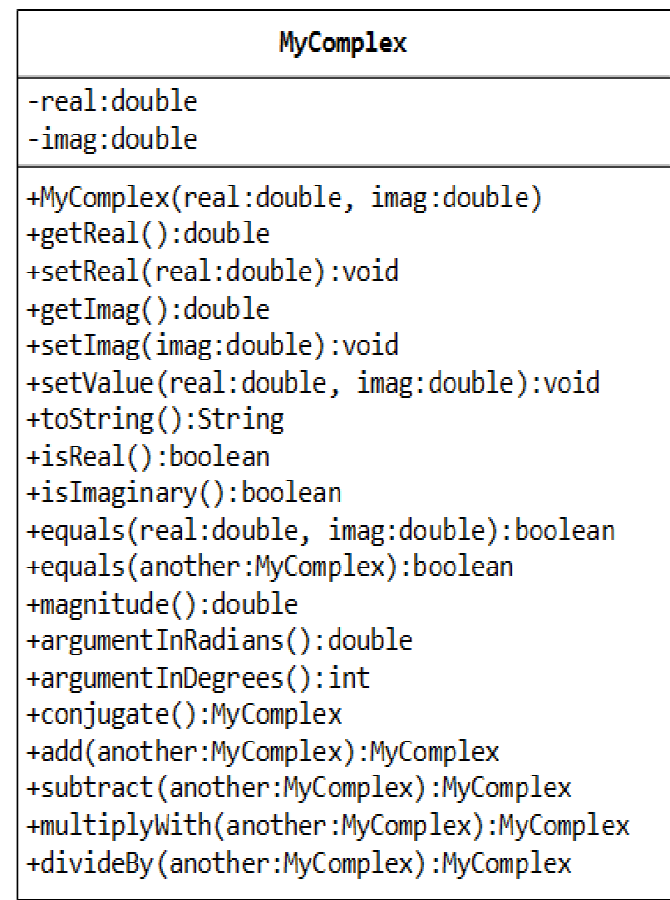 MyComplex
-real:double
-imag:double
+MyComplex(real:double, imag:double)
+getReal():double
+setReal(real:double):void
+getImag():double
+setImag(imag:double):void
+setValue(real:double, imag:double):void
+toString():String
+isReal():boolean
+isImaginary():boolean
+equals(real:double, imag:double):boolean
+equals(another:MyComplex):boolean
+magnitude():double
+argumentInRadians():double
+argumentInDegrees():int
+conjugate():MyComplex
+add(another:MyComplex):MyComplex
+subtract(another:MyComplex):MyComplex
+multiplyWith(another:MyComplex):MyComplex
+divideBy(another:MyComplex):MyComplex